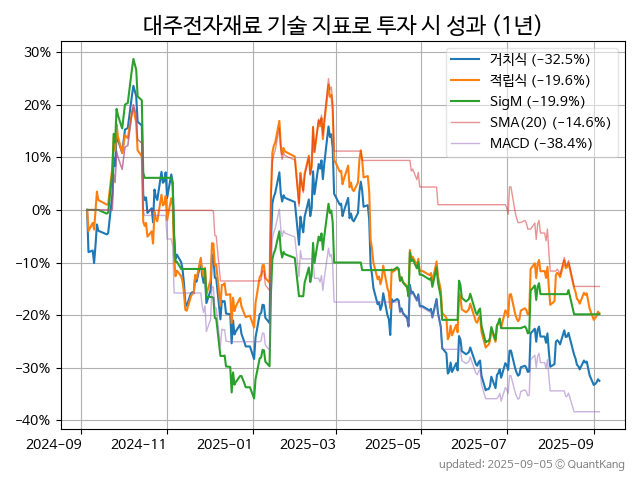 대주전자재료 기술 지표로 투자 시 성과 (1년)
30%
20%
10%
0%
−10%
−20%
−30%
−40%
거치식 (−32.5%)
적립식 (−19.6%)
SigM (−19.9%)
SMA(20) (−14.6%)
MACD (−38.4%)
2024-09 2024-11 2025-01 2025-03 2025-05 2025-07 2025-09
updated: 2025-09-05 © QuantKang